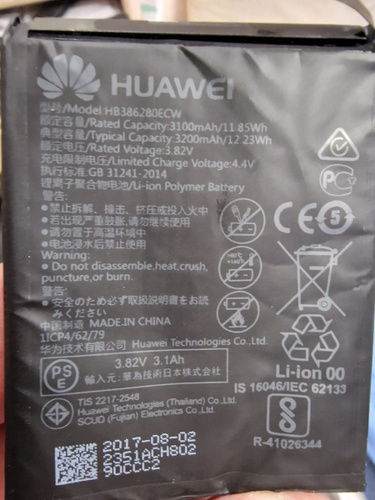 HUAWEI
型号/Model:HB386280ECW
额定容量/Rated Capacity:3100mAh/11.85Wh
典型容量/Rated Capacity:3200mAh/12.23Wh
额定电压/Rated Voltage:3.82V
充电限制电压/Limited Charge Voltage:4.4V
执行标准:GB 31241-2014
锂离子聚合物电池/Li-ion Polymer Battery
警告:
•禁止拆解、撞击、挤压或投入火中
•若出现严重鼓胀,请勿继续使用
•请勿置于高温环境中
•电池浸水后禁止使用
Warning:
• Do not disassemble,heat,crush,
puncture,or burn.
警告:
• 安全のため必ず取扱説明書をお
みください
中国制造 MADE IN CHINA
1ICP4/62/79
华为技术有限公司 Huawei Technologies Co.,Ltd.
PS
E
3.82V 3.1Ah
輸入元: 華為技術日本株式会社
CE
5
PC
Li-ion 00
IS 16046/IEC 62133
R-41026344
TIS 2217-2548
Huawei Technologies (Thailand) Co.,Ltd.
SCUD (Fujian) Electronics Co.,Ltd.
2017-08-02
2351ACH802
90CCC2